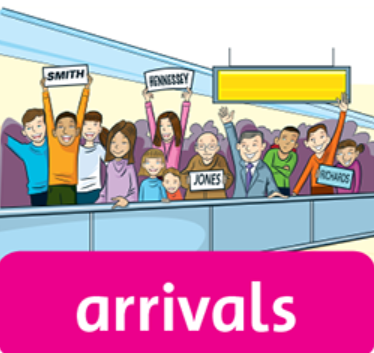 SMITH
HENNESSEY
JONES
RICHARDS
arrivals